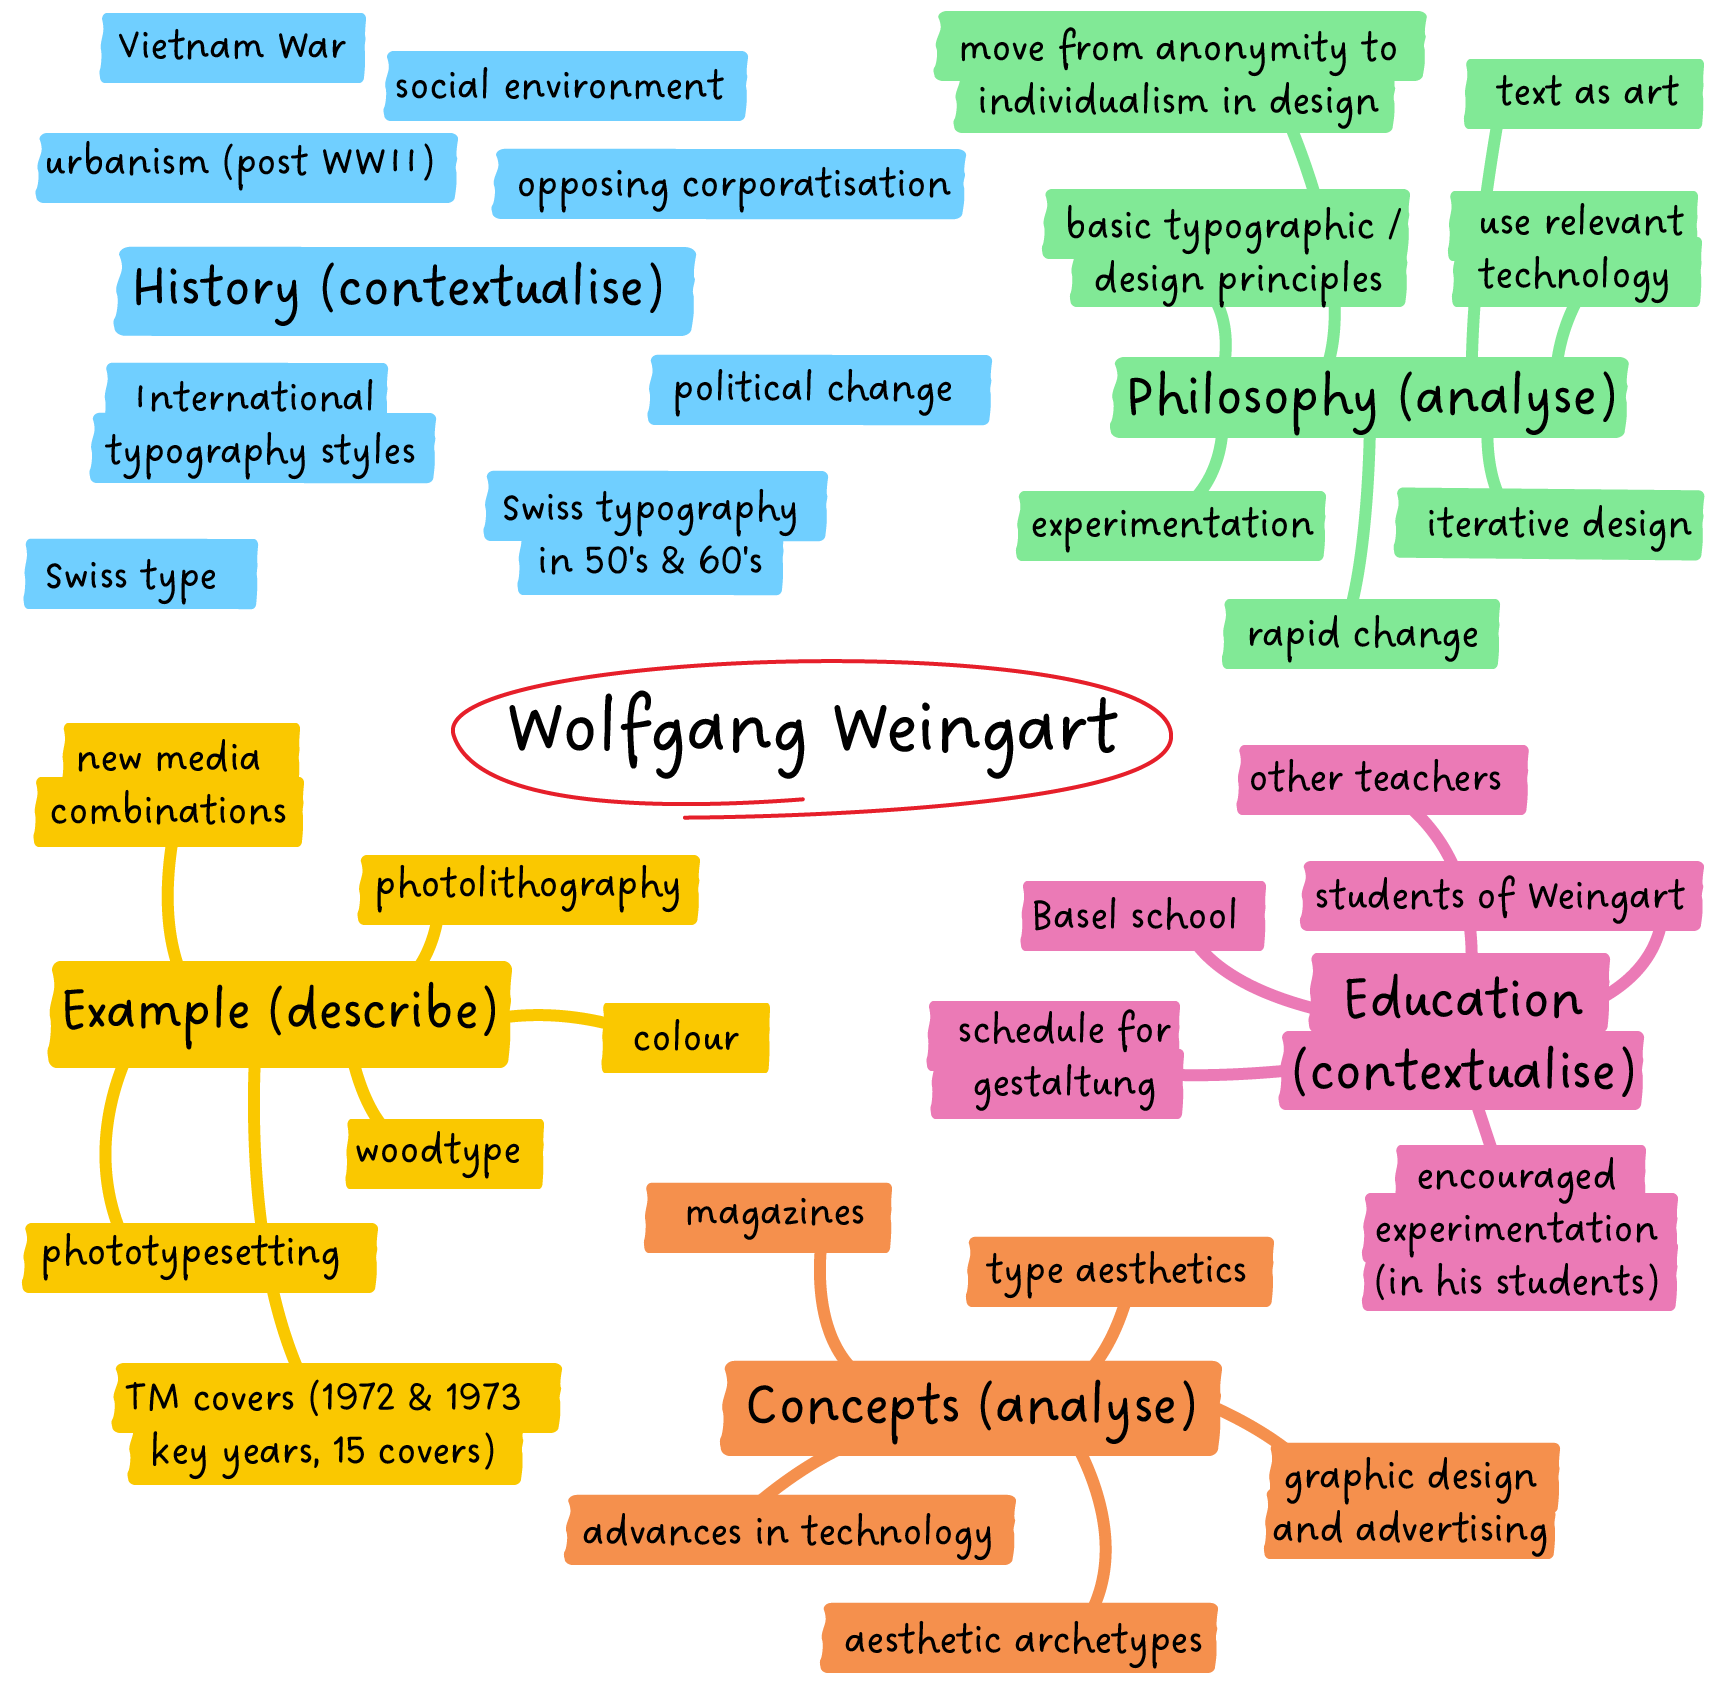 Vietnam War
social environment
urbanism (post WWII)
opposing corporatisation
History (contextualise)
International
typography styles
political change
Swiss typography
in 50's & 60's
Swiss type
move from anonymity to
individualism in design
text as art
basic typographic /
design principles
use relevant
technology
Philosophy (analyse)
experimentation
iterative design
rapid change
Wolfgang Weingart
new media
combinations
photolithography
Example (describe)
colour
woodtype
phototypesetting
TM covers (1972 & 1973
key years, 15 covers)
other teachers
students of Weingart
Basel school
Education
(contextualise)
schedule for
gestaltung
encouraged
experimentation
(in his students)
magazines
type aesthetics
Concepts (analyse)
graphic design
and advertising
advances in technology
aesthetic archetypes